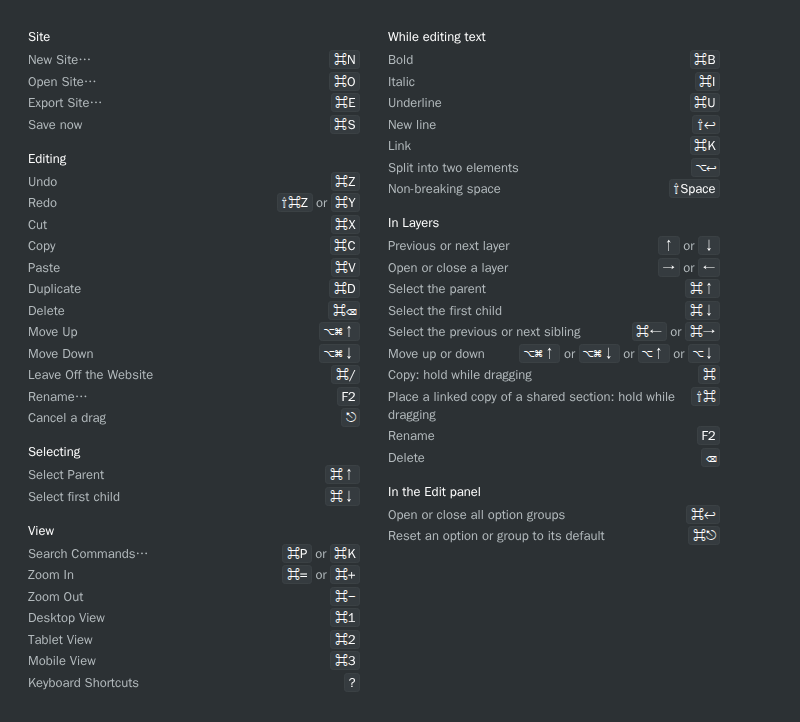 Site
New Site⋯ ⌘N
Open Site⋯ ⌘O
Export Site⋯ ⌘E
Save now ⌘S
Editing
Undo ⌘Z
Redo ⇧⌘Z or ⌘Y
Cut ⌘X
Copy ⌘C
Paste ⌘V
Duplicate ⌘D
Delete ⌘⌫
Move Up ⌥⌘↑
Move Down ⌥⌘↓
Leave Off the Website ⌘/
Rename⋯ F2
Cancel a drag ⎋
Selecting
Select Parent ⌘↑
Select first child ⌘↓
View
Search Commands⋯ ⌘P or ⌘K
Zoom In ⌘= or ⌘+
Zoom Out ⌘−
Desktop View ⌘1
Tablet View ⌘2
Mobile View ⌘3
Keyboard Shortcuts ?
While editing text
Bold ⌘B
Italic ⌘I
Underline ⌘U
New line ⇧↩
Link ⌘K
Split into two elements ⌥↩
Non-breaking space ⇧Space
In Layers
Previous or next layer ↑ or ↓
Open or close a layer → or ←
Select the parent ⌘↑
Select the first child ⌘↓
Select the previous or next sibling ⌘← or ⌘→
Move up or down ⌥⌘↑ or ⌥⌘↓ or ⌥↑ or ⌥↓
Copy: hold while dragging ⌘
Place a linked copy of a shared section: hold while ⇧⌘
dragging
Rename F2
Delete ⌫
In the Edit panel
Open or close all option groups ⌘↩
Reset an option or group to its default ⌘⎋